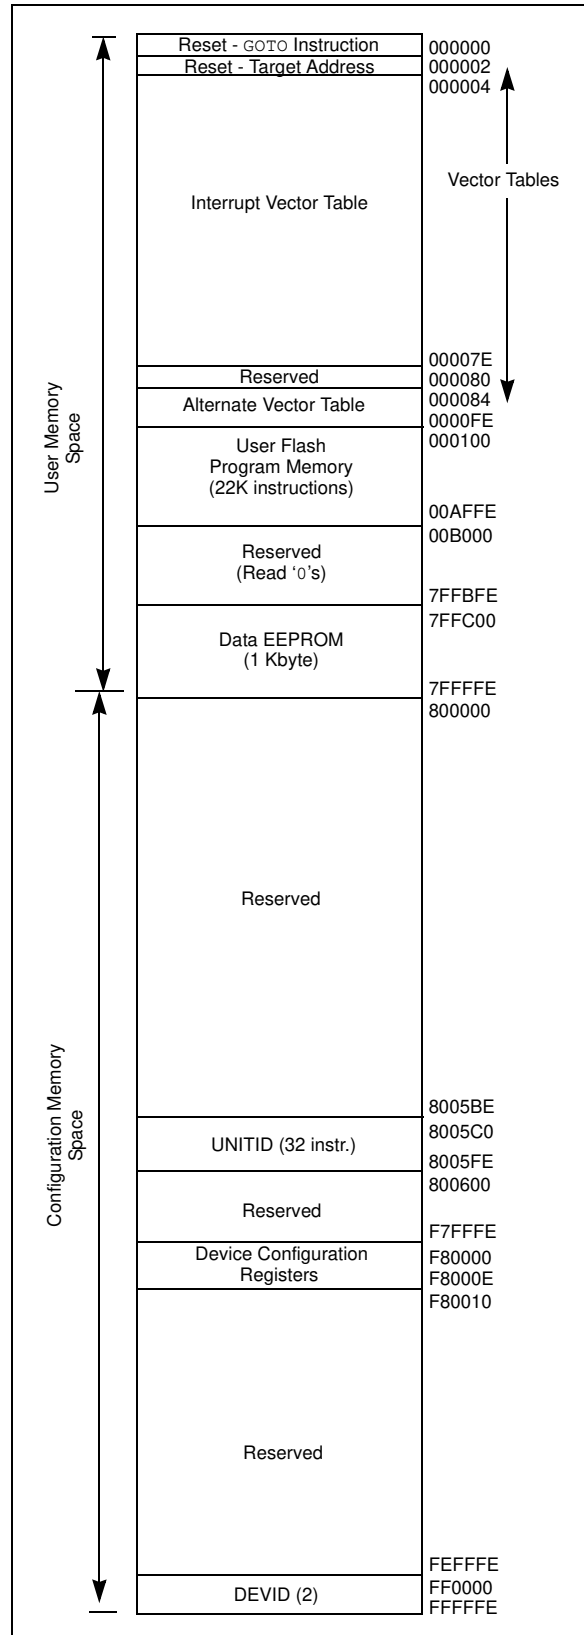 Reset - GOTO Instruction
000000
Reset - Target Address
000002
000004
Vector Tables
Interrupt Vector Table
00007E
Reserved
000080
000084
Alternate Vector Table
0000FE
User Flash
Program Memory
(22K instructions)
000100
00AFFE
00B000
Reserved
(Read ‘0’s)
7FFBFE
7FFC00
Data EEPROM
(1 Kbyte)
7FFFFE
User Memory
Space
800000
Reserved
8005BE
8005C0
UNITID (32 instr.)
8005FE
800600
Reserved
F7FFFE
Device Configuration
Registers
F80000
F8000E
F80010
Reserved
FEFFFE
FF0000
DEVID (2)
FFFFFE
Configuration Memory
Space